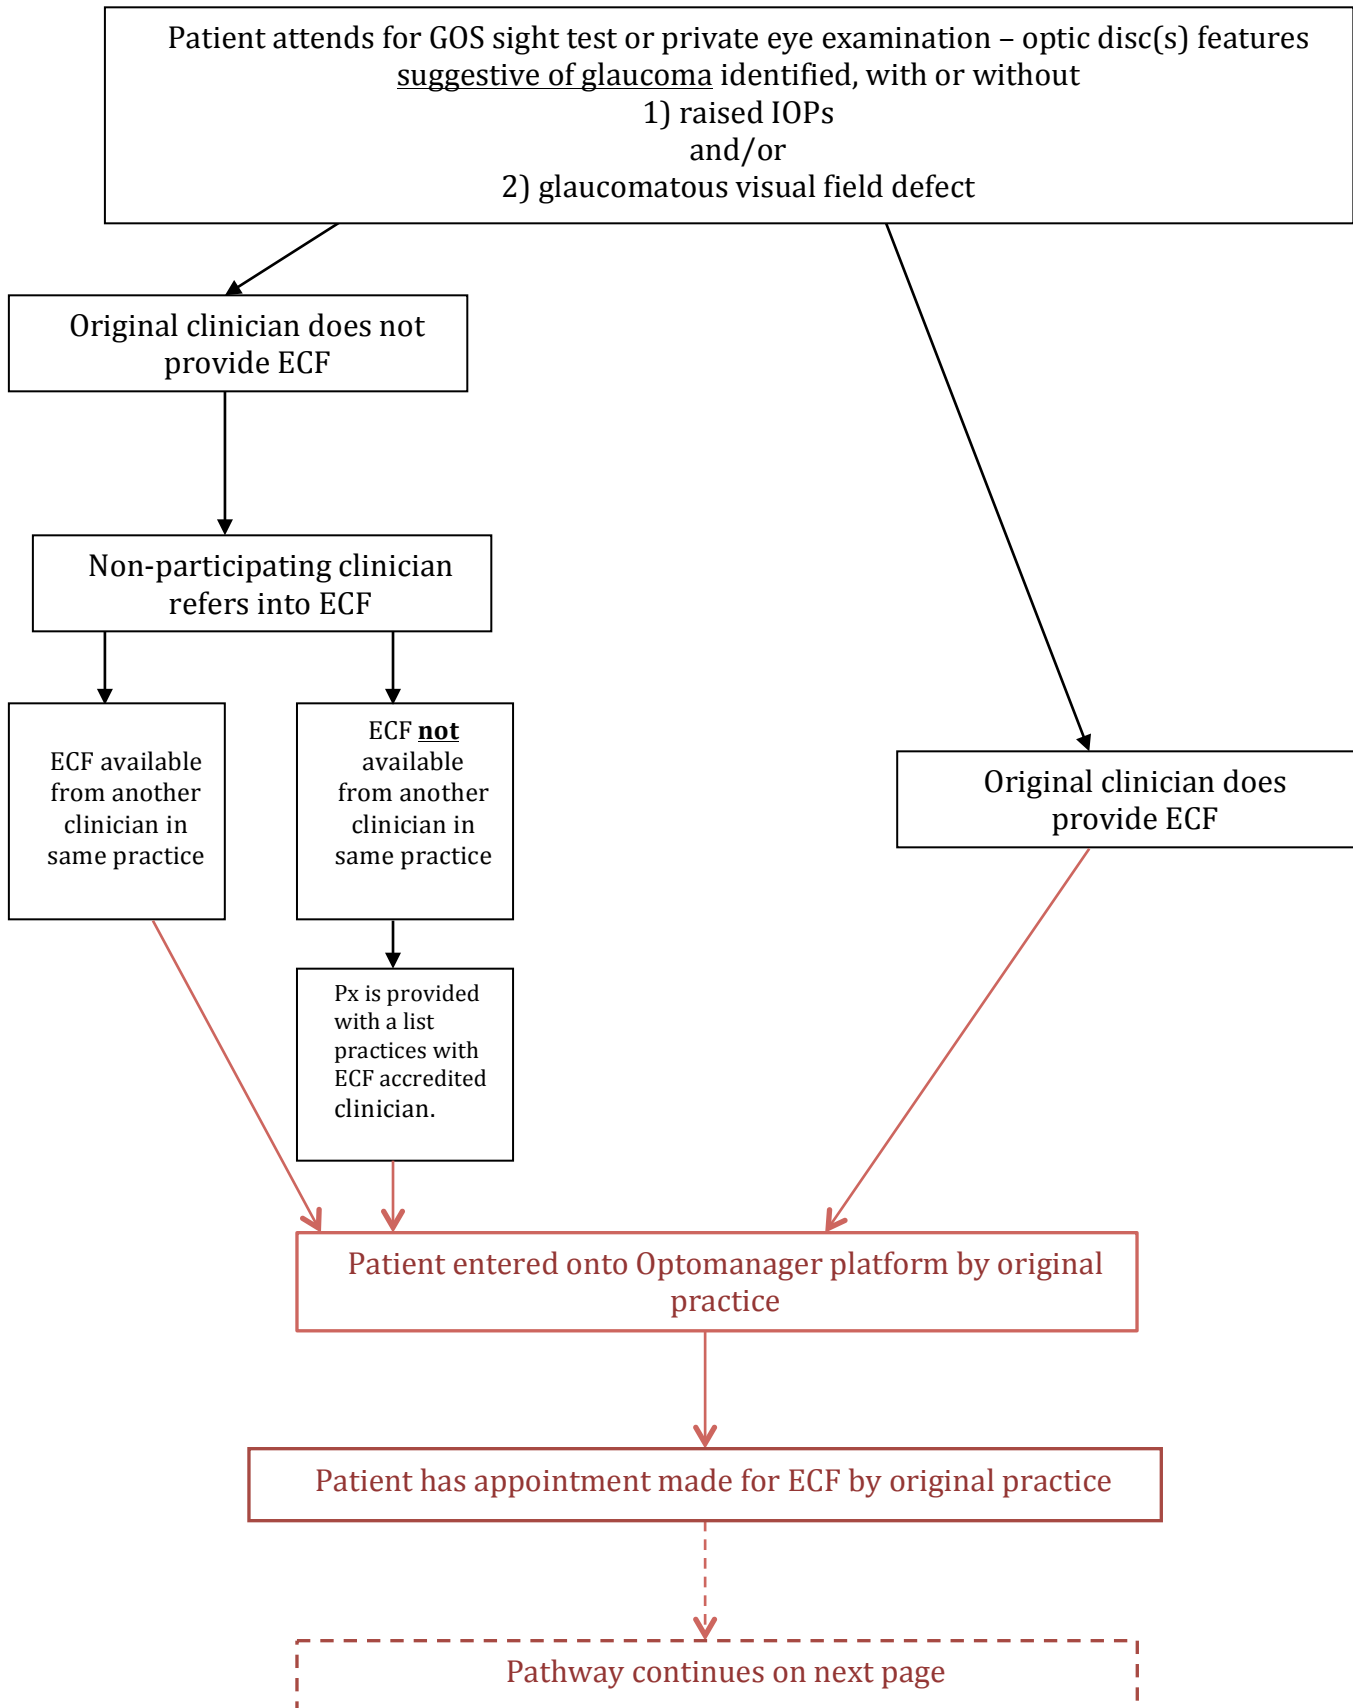 Patient attends for GOS sight test or private eye examination – optic disc(s) features
suggestive of glaucoma identified, with or without
1) raised IOPs
and/or
2) glaucomatous visual field defect
Original clinician does not
provide ECF
Non-participating clinician
refers into ECF
ECF available
from another
clinician in
same practice
ECF not
available
from another
clinician in
same practice
Original clinician does
provide ECF
Px is provided
with a list
practices with
ECF accredited
clinician.
Patient entered onto Optomanager platform by original
practice
Patient has appointment made for ECF by original practice
Pathway continues on next page